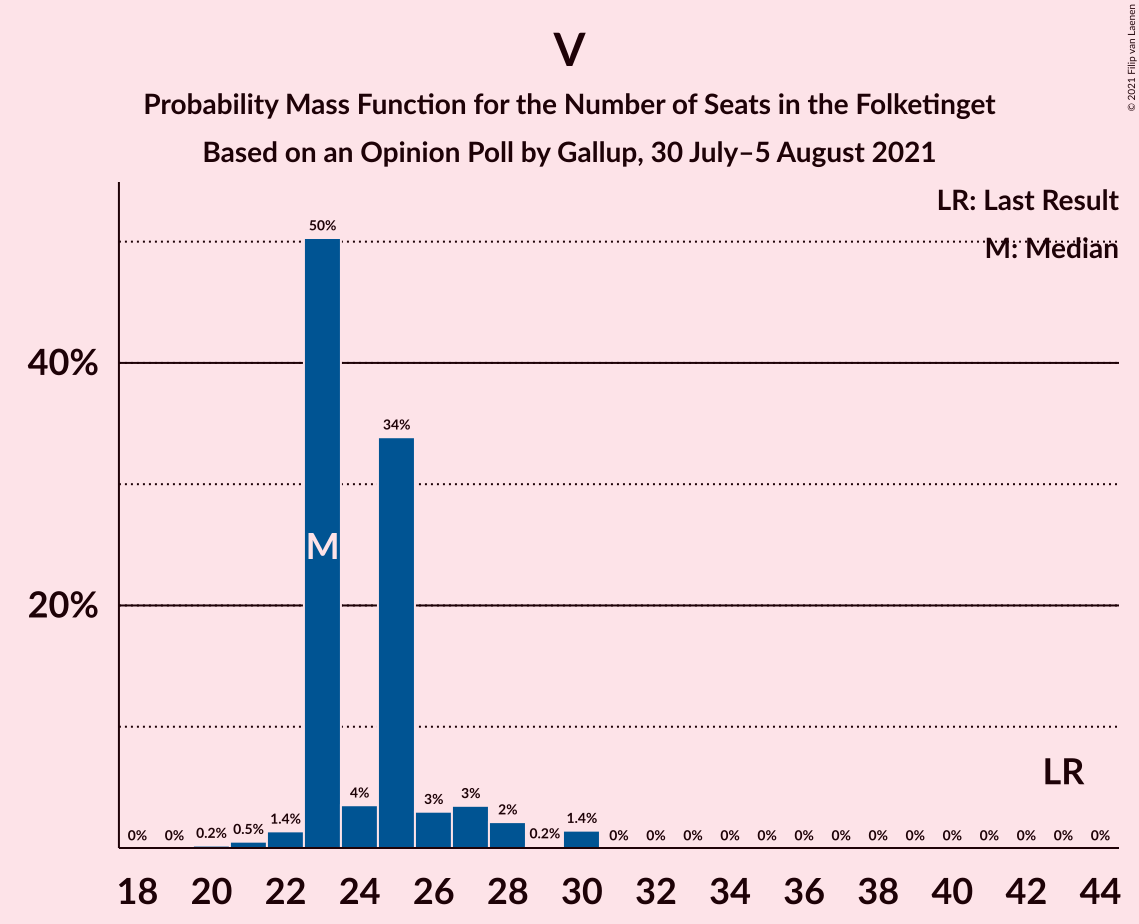 V
Probability Mass Function for the Number of Seats in the Folketinget
Based on an Opinion Poll by Gallup, 30 July–5 August 2021
© 2021 Filip van Laenen
LR: Last Result
M: Median
40%
20%
0% 0% 0.2% 0.5% 1.4% 50% 4% 34% 3% 3% 2% 0.2% 1.4% 0% 0% 0% 0% 0% 0% 0% 0% 0% 0% 0% 0% 0% 0%
M
LR
18 20 22 24 26 28 30 32 34 36 38 40 42 44